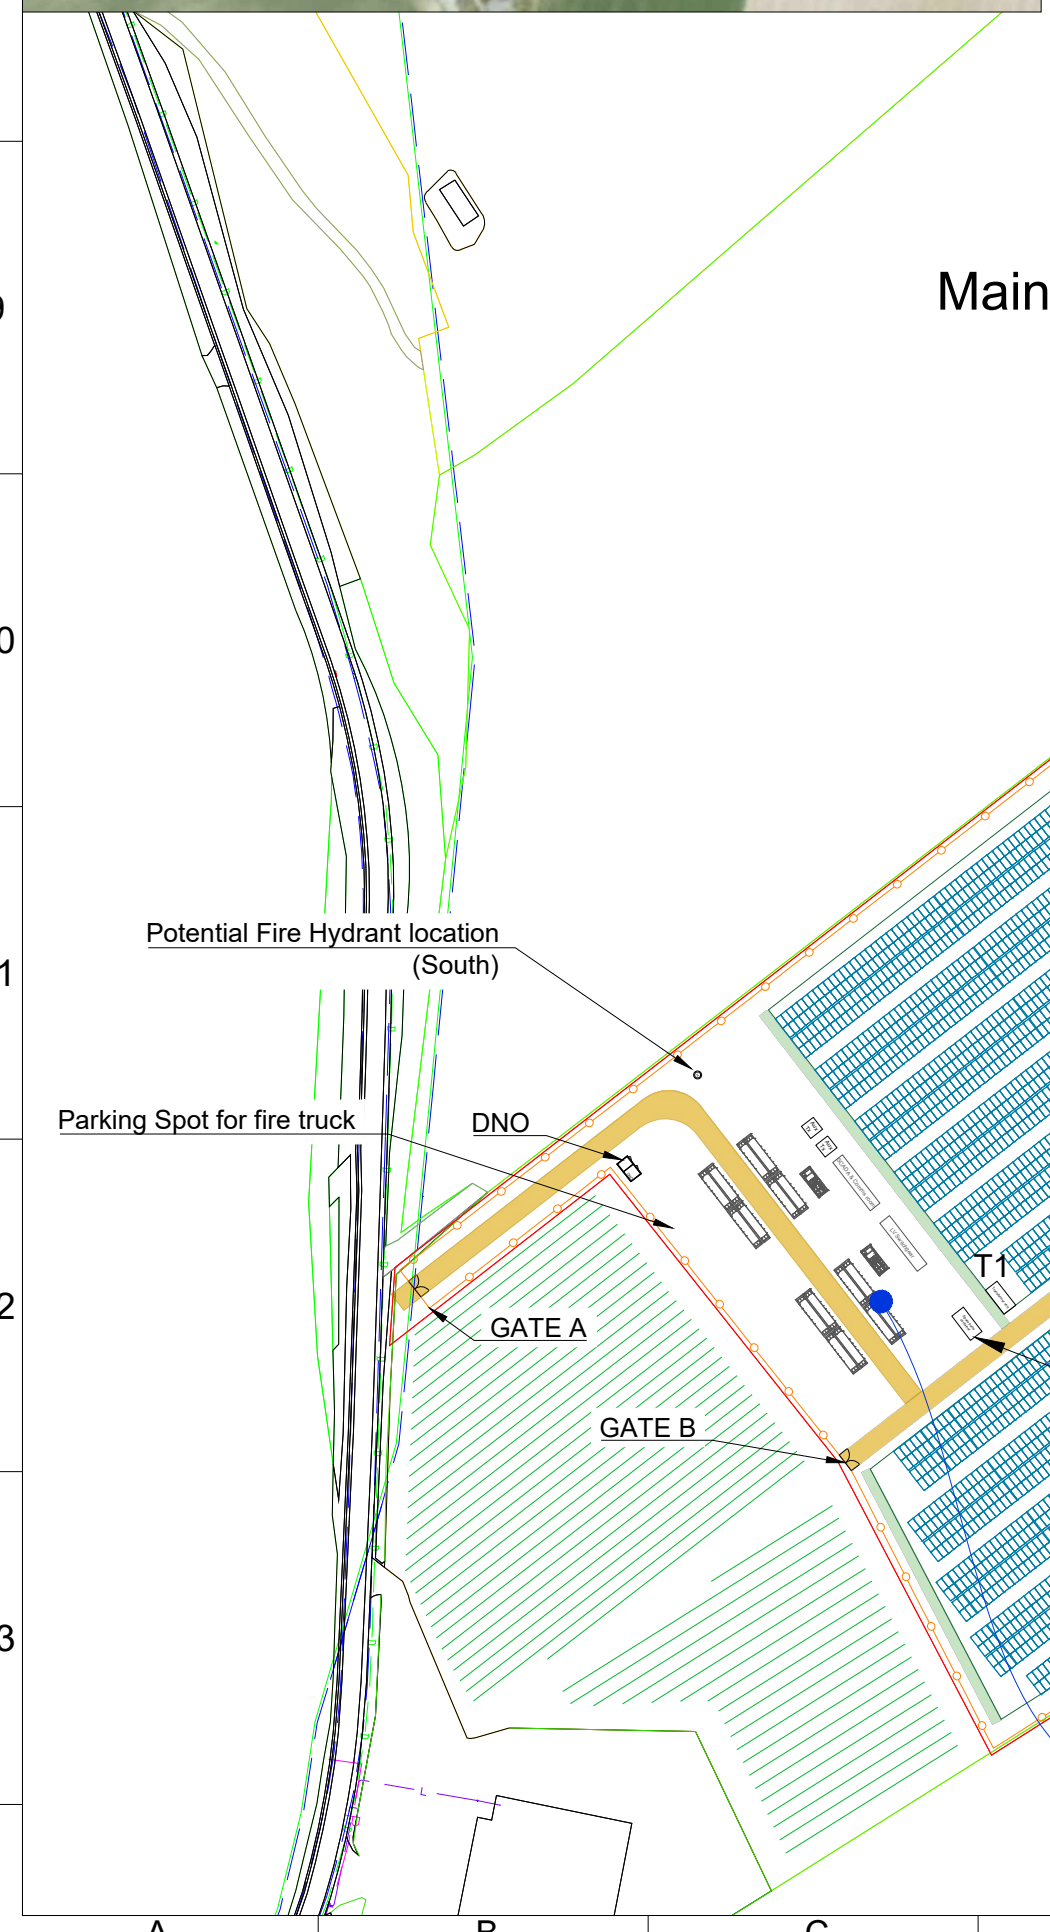 9
Main
0
Potential Fire Hydrant location
(South)
1
Parking Spot for fire truck
DNO
T1
2
GATE A
GATE B
3
L
A
B
C